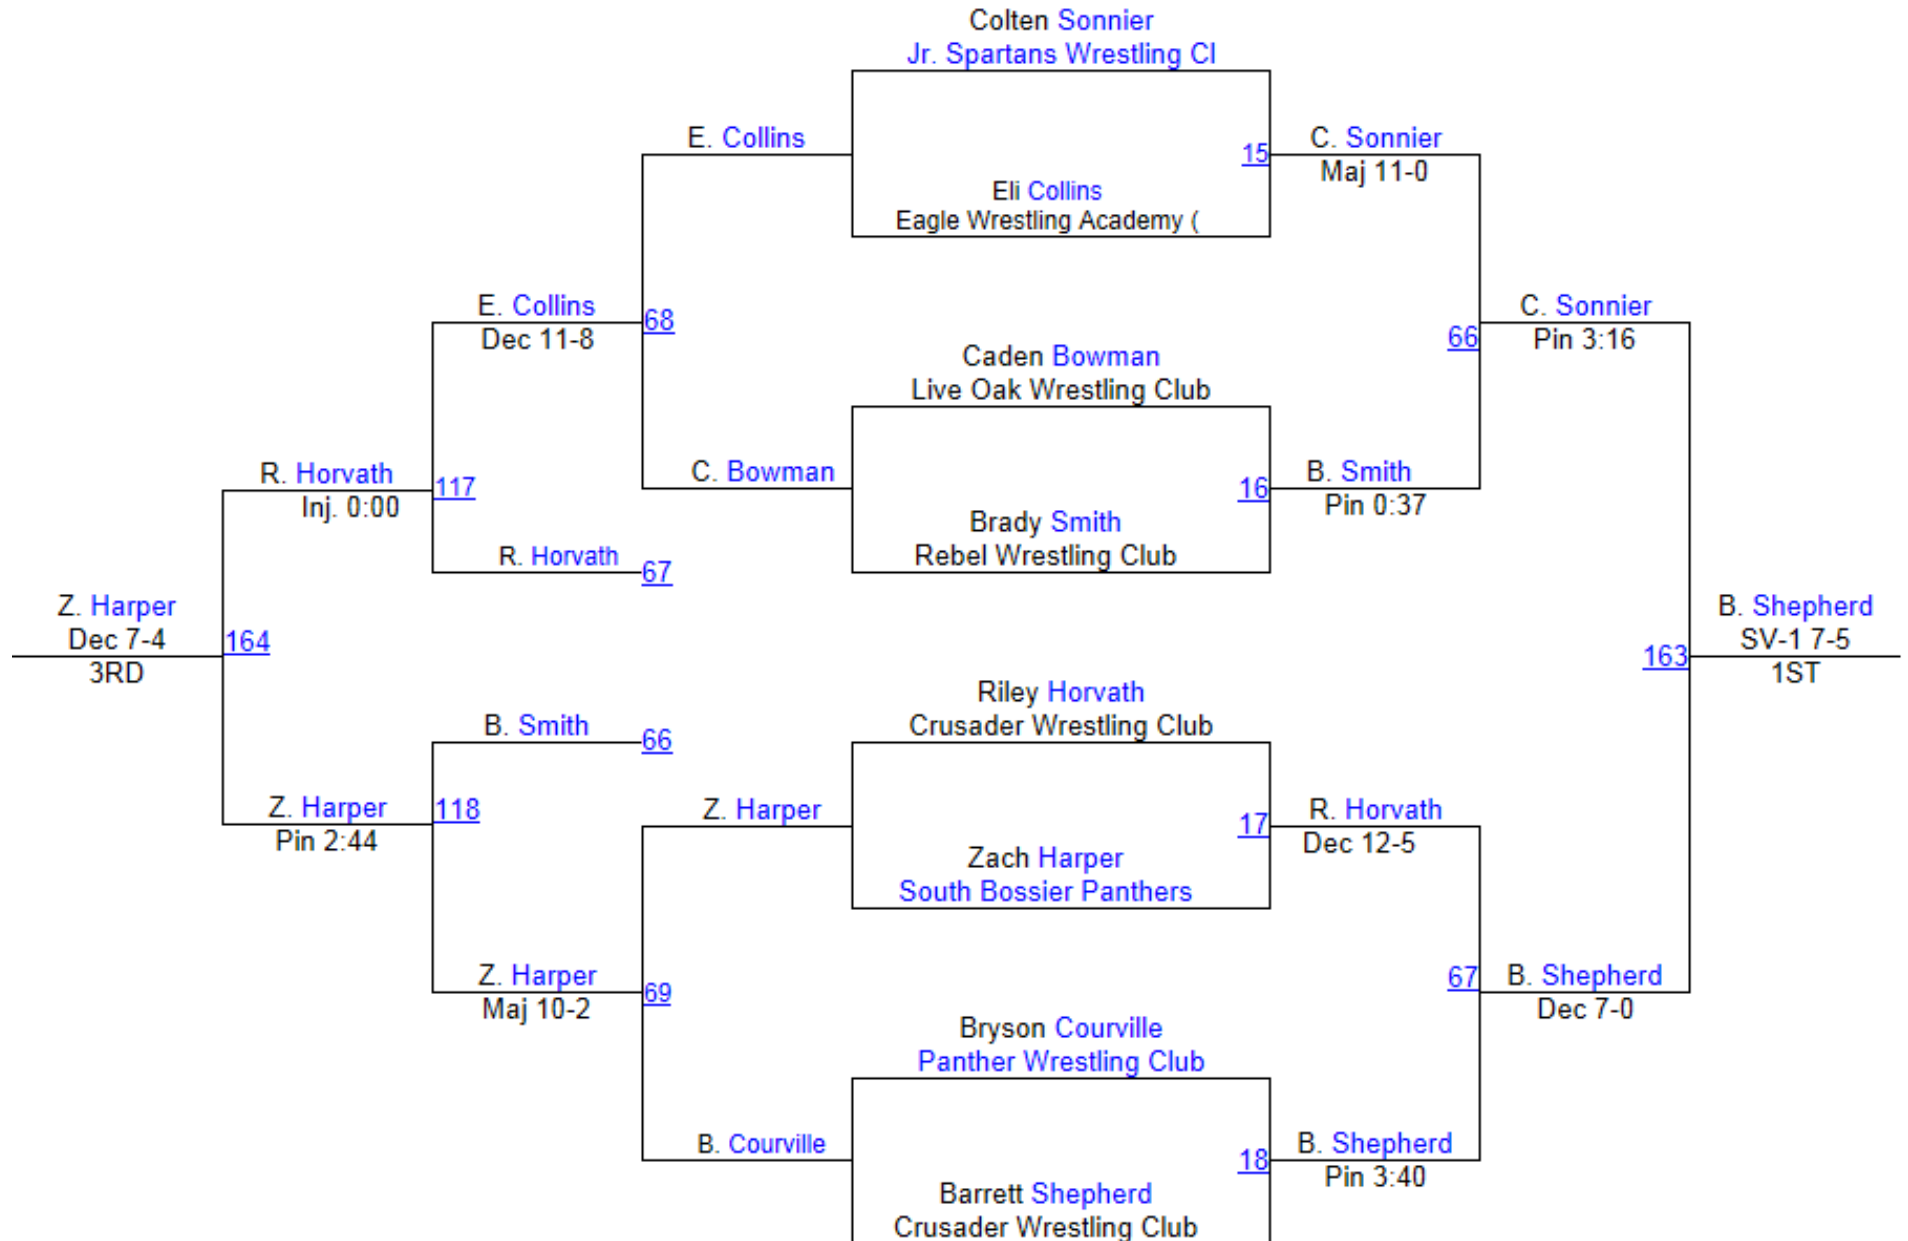 Colten Sonnier
Jr. Spartans Wrestling Cl
E. Collins
15
C. Sonnier
Maj 11-0
Eli Collins
Eagle Wrestling Academy (
E. Collins
Dec 11-8
68
C. Sonnier
Pin 3:16
66
Caden Bowman
Live Oak Wrestling Club
R. Horvath
Inj. 0:00
117
C. Bowman
16
B. Smith
Pin 0:37
Brady Smith
Rebel Wrestling Club
R. Horvath
67
Z. Harper
Dec 7-4
3RD
164
163
B. Shepherd
SV-1 7-5
1ST
Riley Horvath
Crusader Wrestling Club
B. Smith
66
Z. Harper
Pin 2:44
118
Z. Harper
17
R. Horvath
Dec 12-5
Zach Harper
South Bossier Panthers
Z. Harper
Maj 10-2
69
67
B. Shepherd
Dec 7-0
Bryson Courville
Panther Wrestling Club
B. Courville
18
B. Shepherd
Pin 3:40
Barrett Shepherd
Crusader Wrestling Club